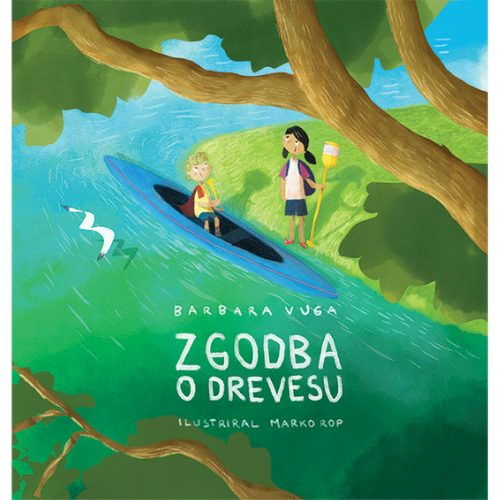 BARBARA VUGA
ZGODBA
O DREVESU
ILUSTRIRAL MARKO ROP